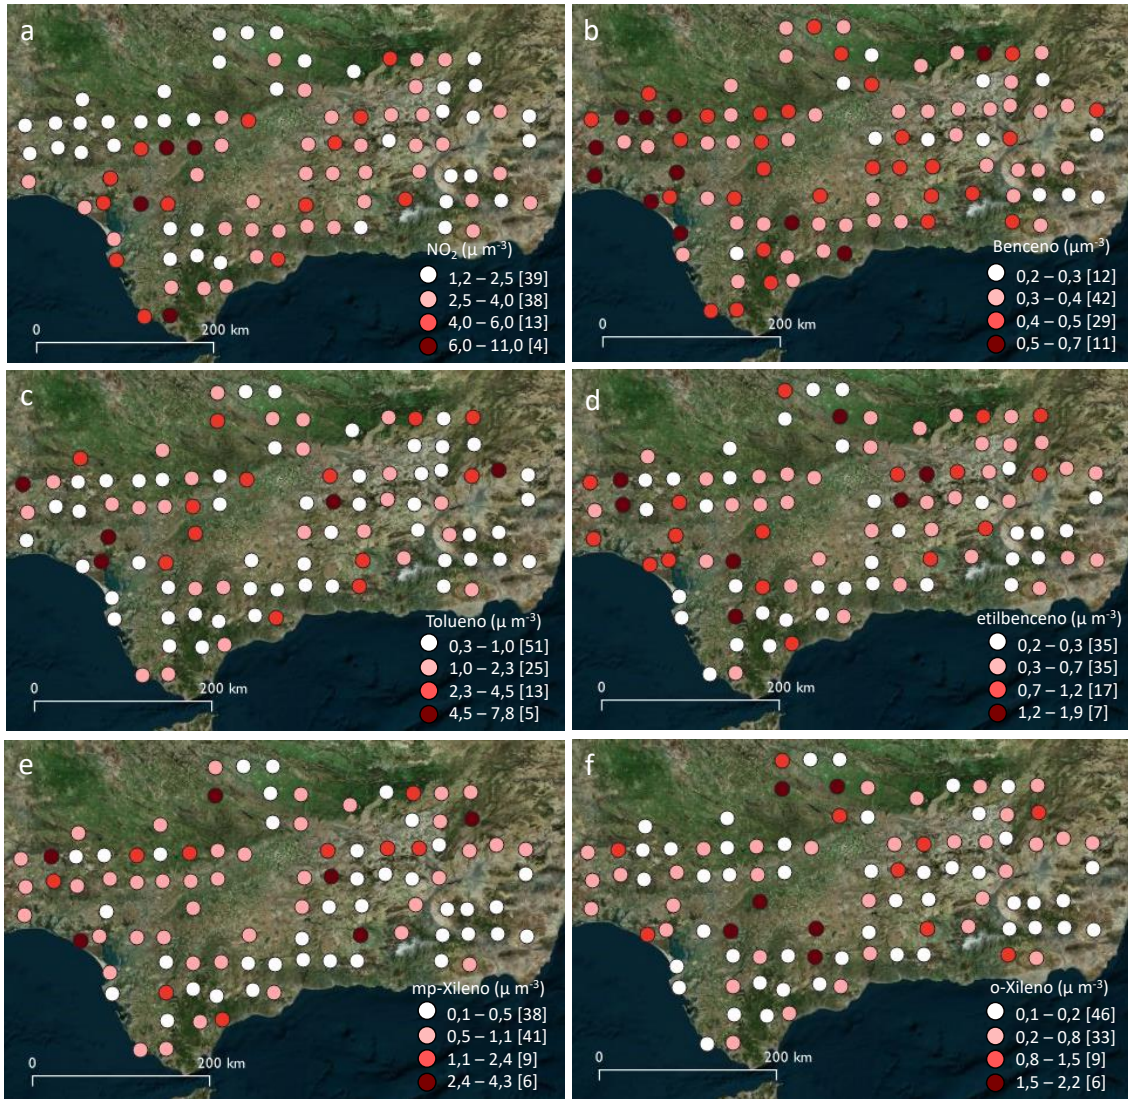 a
NO₂ (µ m⁻³)
1,2 – 2,5 [39]
2,5 – 4,0 [38]
4,0 – 6,0 [13]
6,0 – 11,0 [4]
0 200 km
b
Benceno (µm⁻³)
0,2 – 0,3 [12]
0,3 – 0,4 [42]
0,4 – 0,5 [29]
0,5 – 0,7 [11]
0 200 km
c
Tolueno (µ m⁻³)
0,3 – 1,0 [51]
1,0 – 2,3 [25]
2,3 – 4,5 [13]
4,5 – 7,8 [5]
0 200 km
d
etilbenceno (µ m⁻³)
0,2 – 0,3 [35]
0,3 – 0,7 [35]
0,7 – 1,2 [17]
1,2 – 1,9 [7]
0 200 km
e
mp-Xileno (µ m⁻³)
0,1 – 0,5 [38]
0,5 – 1,1 [41]
1,1 – 2,4 [9]
2,4 – 4,3 [6]
0 200 km
f
o-Xileno (µ m⁻³)
0,1 – 0,2 [46]
0,2 – 0,8 [33]
0,8 – 1,5 [9]
1,5 – 2,2 [6]
0 200 km